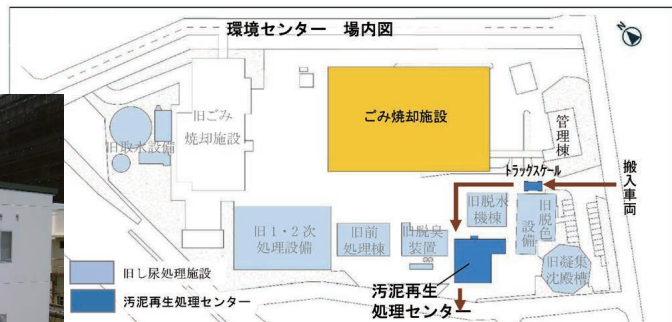 環境センター 場内図
N
旧ごみ
焼却施設
ごみ焼却施設
管理棟
旧取水設備
トラックスケール
搬入車両
旧1・2次
処理設備
旧前
処理棟
旧脱臭
装置
旧脱水
機棟
旧脱色
設備
旧凝集
沈殿槽
旧し尿処理施設
汚泥再生処理センター
汚泥再生
処理センター